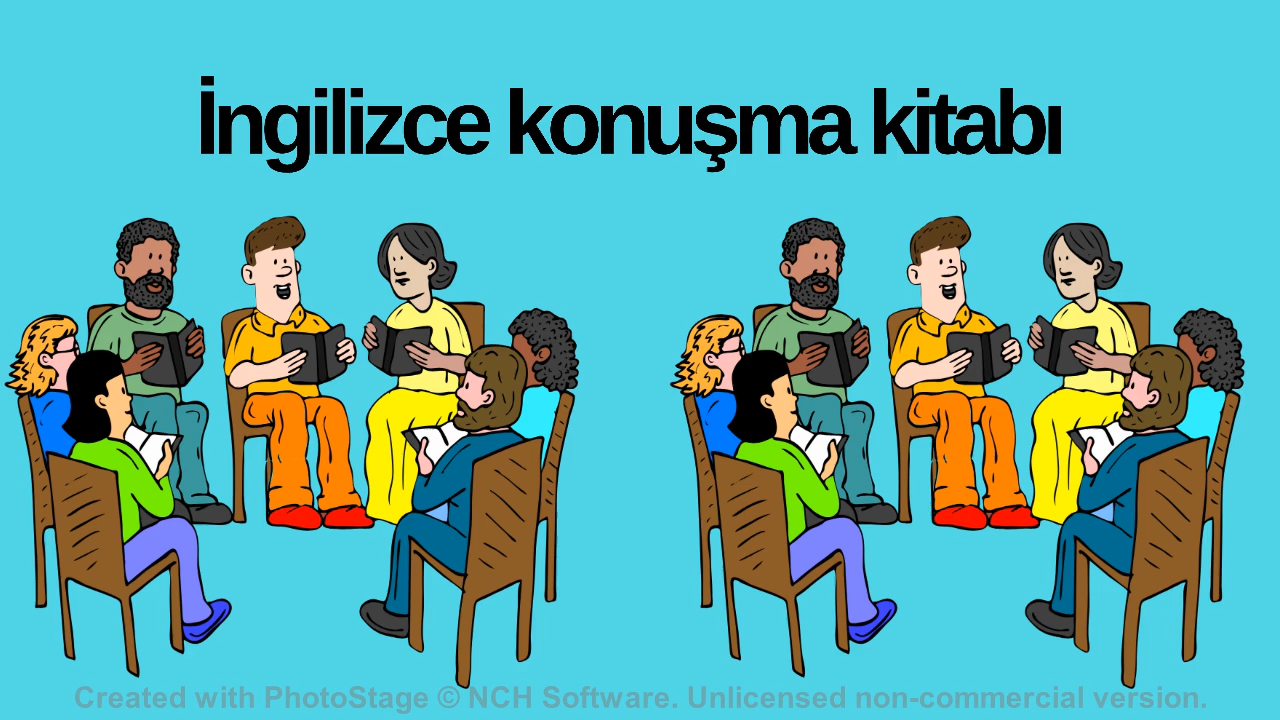 İngilizce konuşma kitabı
Created with PhotoStage © NCH Software. Unlicensed non-commercial version.